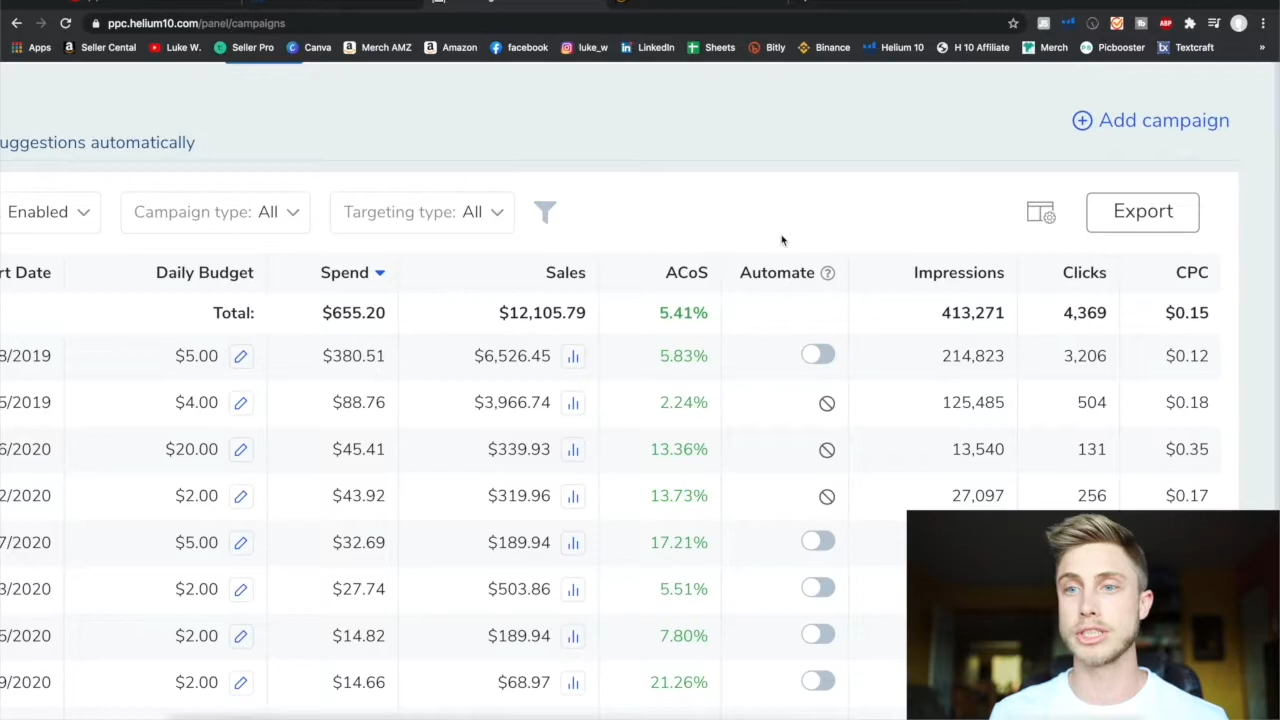 ppc.helium10.com/panel/campaigns
Apps Seller Cental Luke W. Seller Pro Canva Merch AMZ Amazon facebook luke_w LinkedIn Sheets Bitly Binance Helium 10 H 10 Affiliate Merch Picbooster Textcraft »
Add campaign
uggestions automatically
Enabled Campaign type: All Targeting type: All Export
rt Date Daily Budget Spend Sales ACoS Automate ? Impressions Clicks CPC
Total: $655.20 $12,105.79 5.41% 413,271 4,369 $0.15
8/2019 $5.00 $380.51 $6,526.45 5.83% 214,823 3,206 $0.12
5/2019 $4.00 $88.76 $3,966.74 2.24% 125,485 504 $0.18
6/2020 $20.00 $45.41 $339.93 13.36% 13,540 131 $0.35
2/2020 $2.00 $43.92 $319.96 13.73% 27,097 256 $0.17
7/2020 $5.00 $32.69 $189.94 17.21%
3/2020 $2.00 $27.74 $503.86 5.51%
5/2020 $2.00 $14.82 $189.94 7.80%
9/2020 $2.00 $14.66 $68.97 21.26%